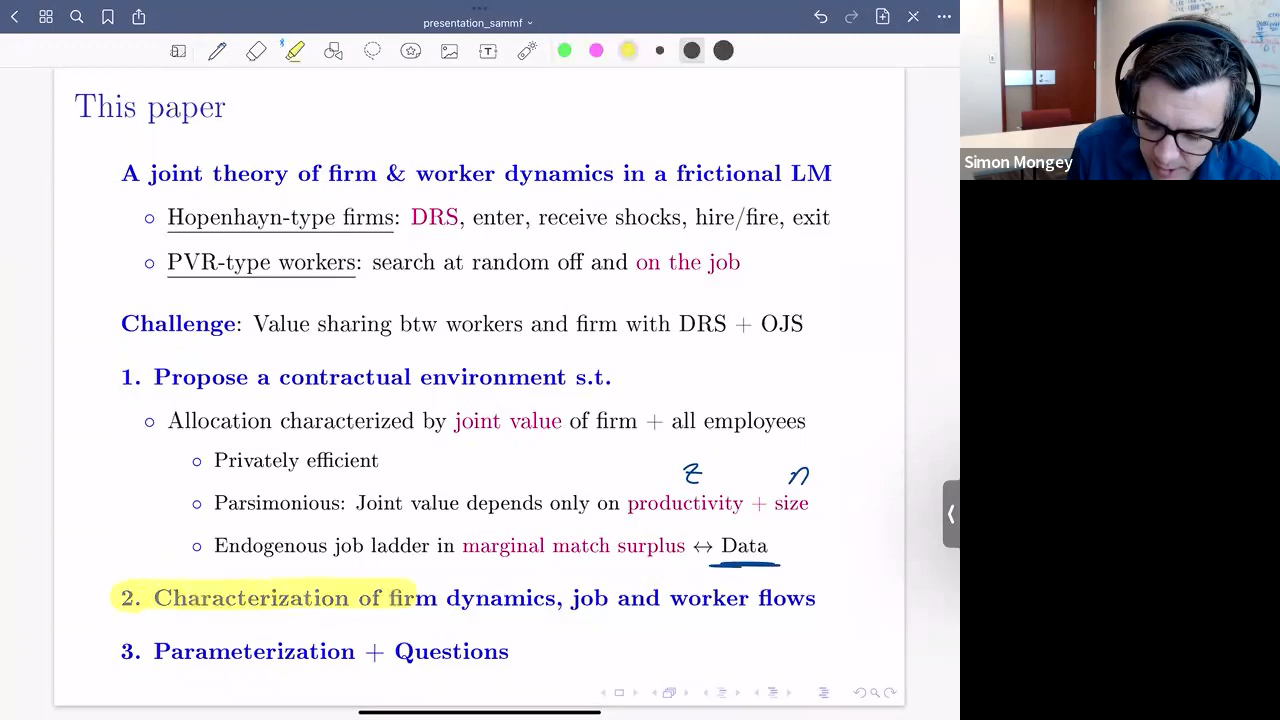 presentation_sammf
This paper
A joint theory of firm & worker dynamics in a frictional LM
Hopenhayn-type firms: DRS, enter, receive shocks, hire/fire, exit
PVR-type workers: search at random off and on the job
Challenge: Value sharing btw workers and firm with DRS + OJS
1. Propose a contractual environment s.t.
Allocation characterized by joint value of firm + all employees
Privately efficient
z n
Parsimonious: Joint value depends only on productivity + size
Endogenous job ladder in marginal match surplus ↔ Data
2. Characterization of firm dynamics, job and worker flows
3. Parameterization + Questions
Simon Mongey